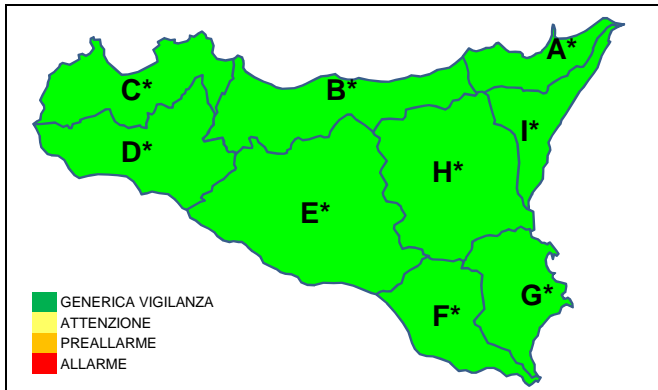 A*
C*
B*
I*
D*
H*
E*
G*
F*
GENERICA VIGILANZA
ATTENZIONE
PREALLARME
ALLARME